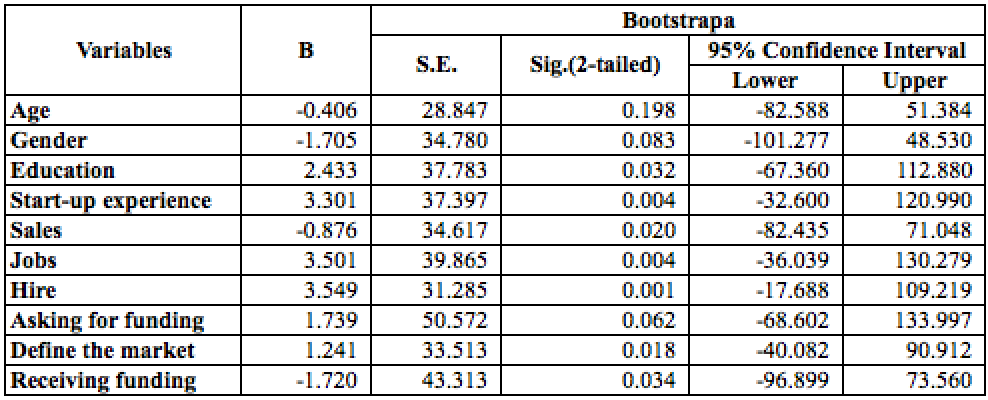 Variables B Bootstrapa
S.E. Sig.(2-tailed) 95% Confidence Interval
Lower Upper
Age -0.406 28.847 0.198 -82.588 51.384
Gender -1.705 34.780 0.083 -101.277 48.530
Education 2.433 37.783 0.032 -67.360 112.880
Start-up experience 3.301 37.397 0.004 -32.600 120.990
Sales -0.876 34.617 0.020 -82.435 71.048
Jobs 3.501 39.865 0.004 -36.039 130.279
Hire 3.549 31.285 0.001 -17.688 109.219
Asking for funding 1.739 50.572 0.062 -68.602 133.997
Define the market 1.241 33.513 0.018 -40.082 90.912
Receiving funding -1.720 43.313 0.034 -96.899 73.560